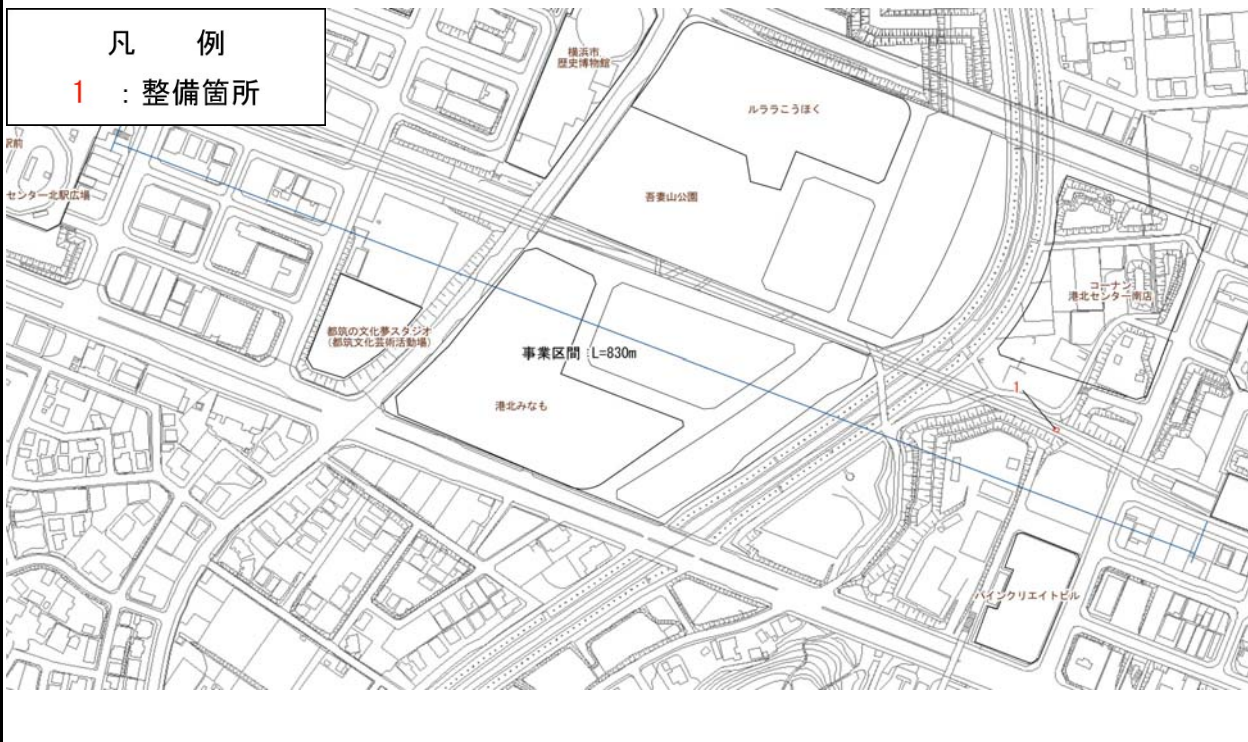 凡　例
1　：整備箇所
横浜市
歴史博物館
ルララこうほく
駅前
センター北駅広場
吾妻山公園
コーナン
港北センター南店
都筑の文化夢スタジオ
（都筑文化芸術活動場）
事業区間：L=830m
港北みなも
1
パインクリエイトビル